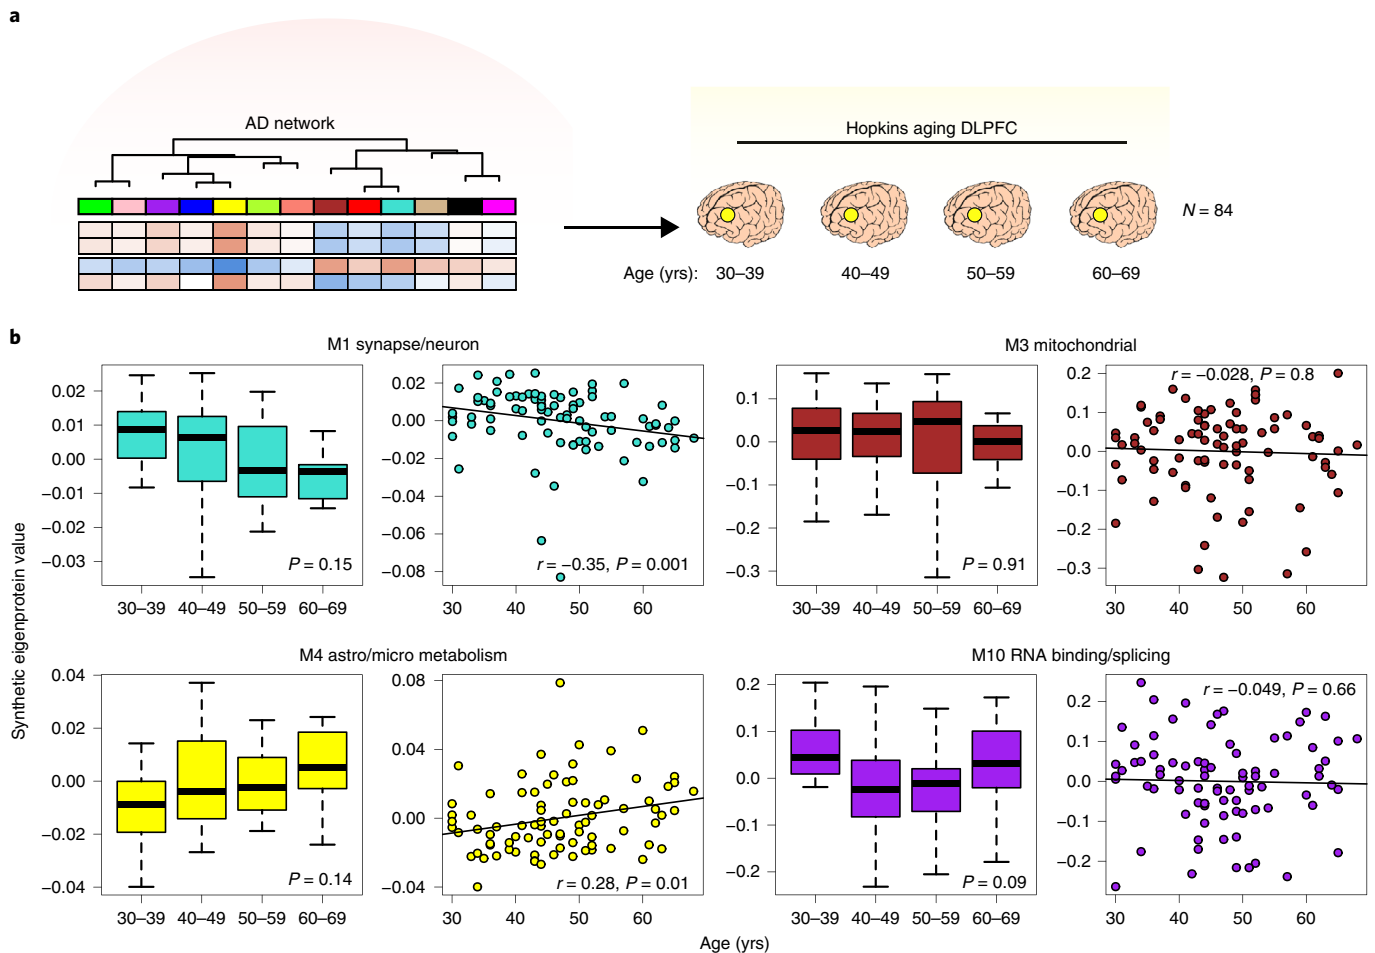 a
AD network
Hopkins aging DLPFC
N = 84
Age (yrs): 30–39 40–49 50–59 60–69
b
Synthetic eigenprotein value
M1 synapse/neuron
0.02
0.01
0.00
−0.01
−0.02
−0.03
P = 0.15
30–39 40–49 50–59 60–69
0.02
0.00
−0.02
−0.04
−0.06
−0.08
r = −0.35, P = 0.001
30 40 50 60
M3 mitochondrial
0.1
0.0
−0.1
−0.2
−0.3
P = 0.91
30–39 40–49 50–59 60–69
r = −0.028, P = 0.8
0.2
0.1
0.0
−0.1
−0.2
−0.3
30 40 50 60
M4 astro/micro metabolism
0.04
0.02
0.00
−0.02
−0.04
P = 0.14
30–39 40–49 50–59 60–69
0.08
0.04
0.00
−0.04
r = 0.28, P = 0.01
30 40 50 60
M10 RNA binding/splicing
0.2
0.1
0.0
−0.1
−0.2
P = 0.09
30–39 40–49 50–59 60–69
r = −0.049, P = 0.66
0.2
0.1
0.0
−0.1
−0.2
30 40 50 60
Age (yrs)